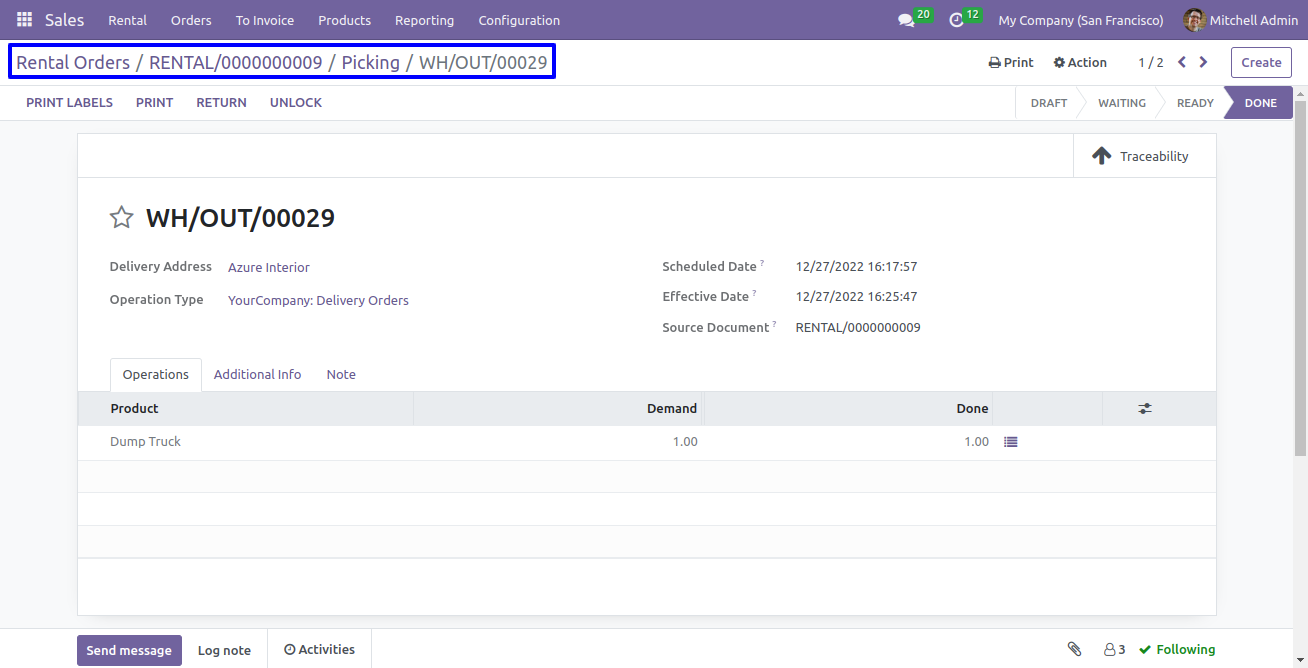 Sales Rental Orders To Invoice Products Reporting Configuration 20 12 My Company (San Francisco) Mitchell Admin
Rental Orders / RENTAL/0000000009 / Picking / WH/OUT/00029 Print Action 1 / 2 Create
PRINT LABELS PRINT RETURN UNLOCK DRAFT WAITING READY DONE
Traceability
WH/OUT/00029
Delivery Address Azure Interior Scheduled Date ? 12/27/2022 16:17:57
Operation Type YourCompany: Delivery Orders Effective Date ? 12/27/2022 16:25:47
Source Document ? RENTAL/0000000009
Operations Additional Info Note
Product Demand Done
Dump Truck 1.00 1.00
Send message Log note Activities 3 Following